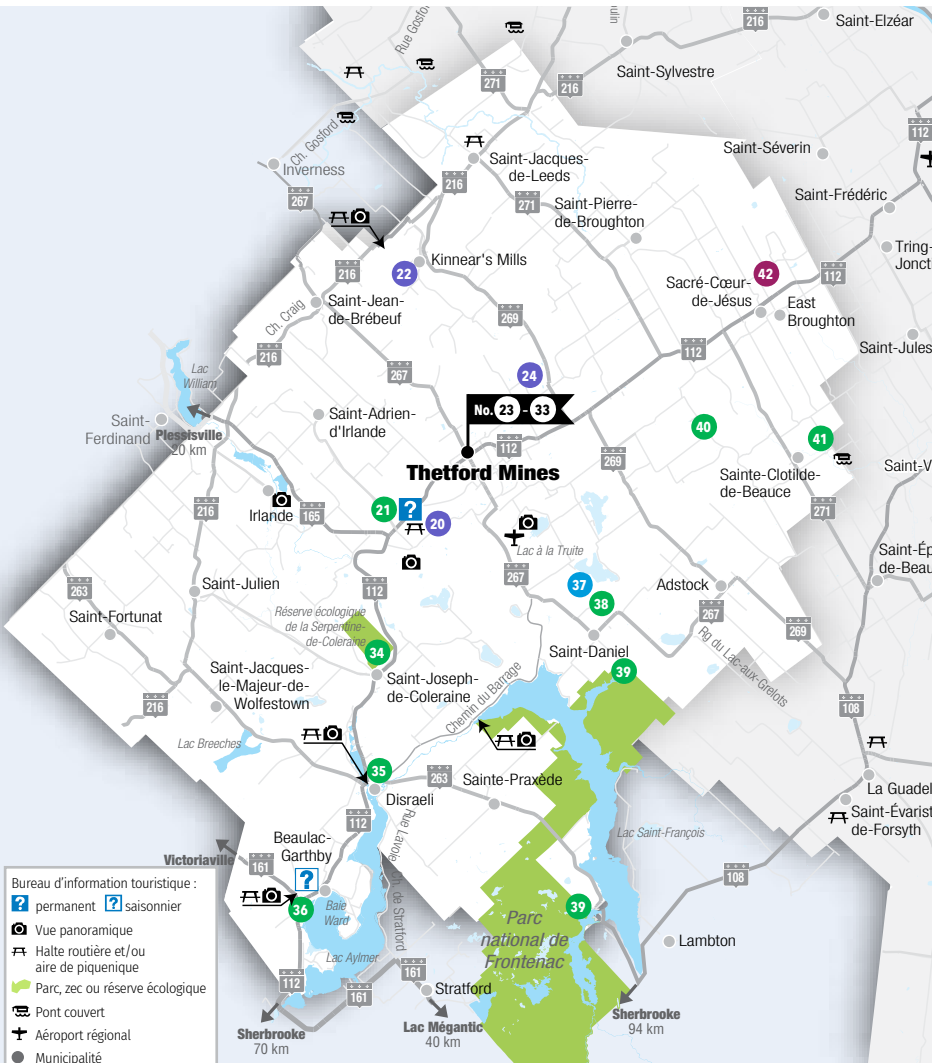 216
Saint-Elzéar
Rue Gosford
Saint-Sylvestre
271
216
216
112
Ch. Gosford
Saint-Séverin
Inverness
Saint-Jacques-
de-Leeds
267
216
271
Saint-Pierre-
de-Broughton
Saint-Frédéric
Tring-
Joncti
22
Kinnear's Mills
216
42
Sacré-Cœur-
de-Jésus
112
Saint-Jean-
de-Brébeuf
East
Broughton
Ch. Craig
269
Saint-Jules
216
112
Lac
William
267
24
No. 23 - 33
Saint-
Ferdinand
Plessisville
20 km
Saint-Adrien-
d'Irlande
112
40
41
Thetford Mines
269
Sainte-Clotilde-
de-Beauce
Saint-V
Irlande
165
216
21
?
20
271
Lac à la Truite
267
Saint-Ép
de-Beau
263
Saint-Julien
112
37
38
Adstock
Saint-Fortunat
Réserve écologique
de la Serpentine-
de-Coleraine
267
269
Rg du Lac-aux-Grelots
34
Saint-Daniel
39
Saint-Jacques-
le-Majeur-de-
Wolfestown
Saint-Joseph-
de-Coleraine
Chemin du Barrage
216
108
Lac Breeches
35
263
Sainte-Praxède
Disraeli
La Guadel
112
Rue Lavoie
Ch. de Stratford
Saint-Évarist
de-Forsyth
Beaulac-
Garthby
Lac Saint-François
Victoriaville
161
?
108
36
Baie
Ward
39
Parc
national de
Frontenac
Lambton
Lac Aylmer
112
161
161
Stratford
Sherbrooke
70 km
Lac Mégantic
40 km
Sherbrooke
94 km
Bureau d'information touristique :
? permanent ? saisonnier
Vue panoramique
Halte routière et/ou
aire de piquenique
Parc, zec ou réserve écologique
Pont couvert
Aéroport régional
Municipalité